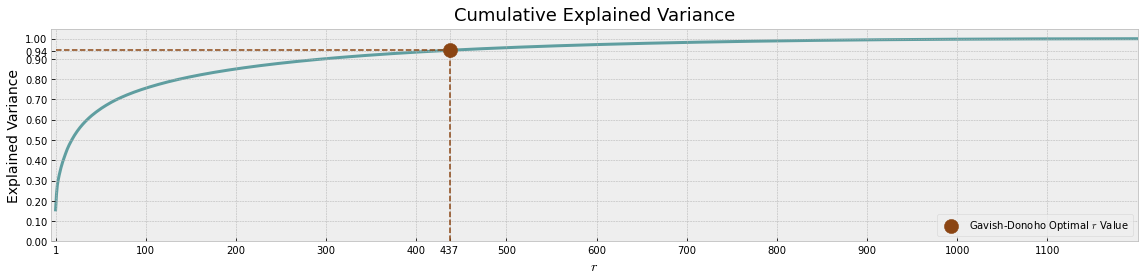 Cumulative Explained Variance
Explained Variance
1.00
0.94
0.90
0.80
0.70
0.60
0.50
0.40
0.30
0.20
0.10
0.00
1 100 200 300 400 437 500 600 700 800 900 1000 1100
r
Gavish-Donoho Optimal r Value